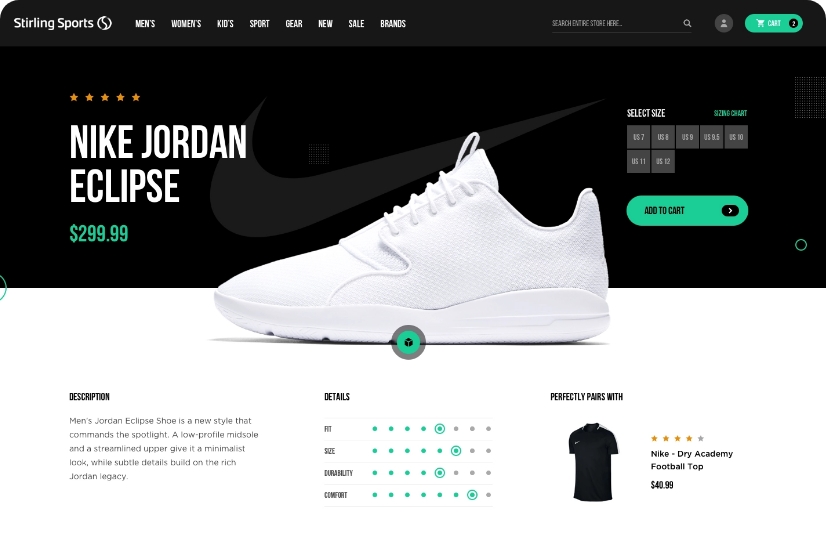 Stirling Sports
MEN'S WOMEN'S KID'S SPORT GEAR NEW SALE BRANDS
SEARCH ENTIRE STORE HERE...
CART 2
NIKE JORDAN
ECLIPSE
$299.99
SELECT SIZE SIZING CHART
US 7 US 8 US 9 US 9.5 US 10
US 11 US 12
ADD TO CART
DESCRIPTION
Men's Jordan Eclipse Shoe is a new style that
commands the spotlight. A low-profile midsole
and a streamlined upper give it a minimalist
look, while subtle details build on the rich
Jordan legacy.
DETAILS
FIT
SIZE
DURABILITY
COMFORT
PERFECTLY PAIRS WITH
Nike - Dry Academy
Football Top
$40.99